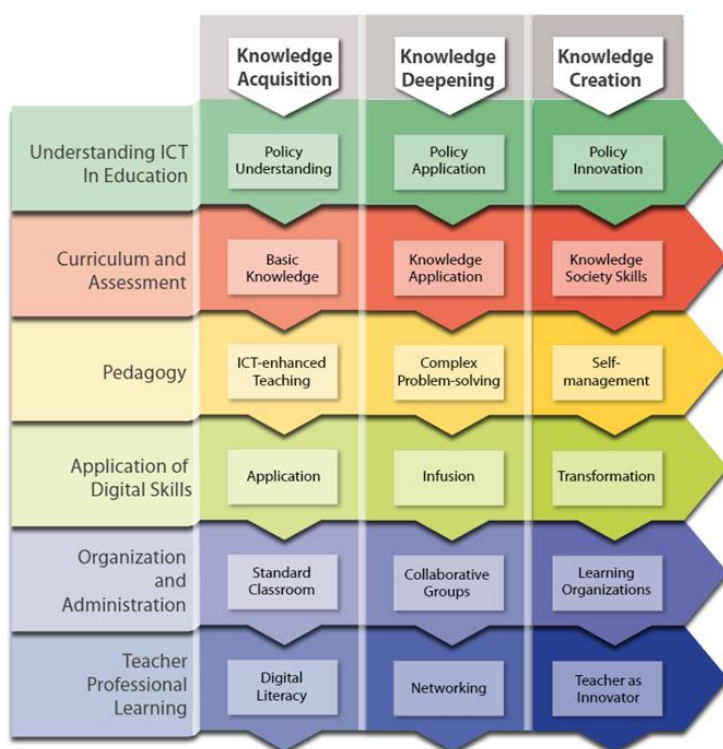 Knowledge
Acquisition
Knowledge
Deepening
Knowledge
Creation
Understanding ICT
In Education
Policy
Understanding
Policy
Application
Policy
Innovation
Curriculum and
Assessment
Basic
Knowledge
Knowledge
Application
Knowledge
Society Skills
Pedagogy
ICT-enhanced
Teaching
Complex
Problem-solving
Self-
management
Application of
Digital Skills
Application
Infusion
Transformation
Organization
and
Administration
Standard
Classroom
Collaborative
Groups
Learning
Organizations
Teacher
Professional
Learning
Digital
Literacy
Networking
Teacher as
Innovator